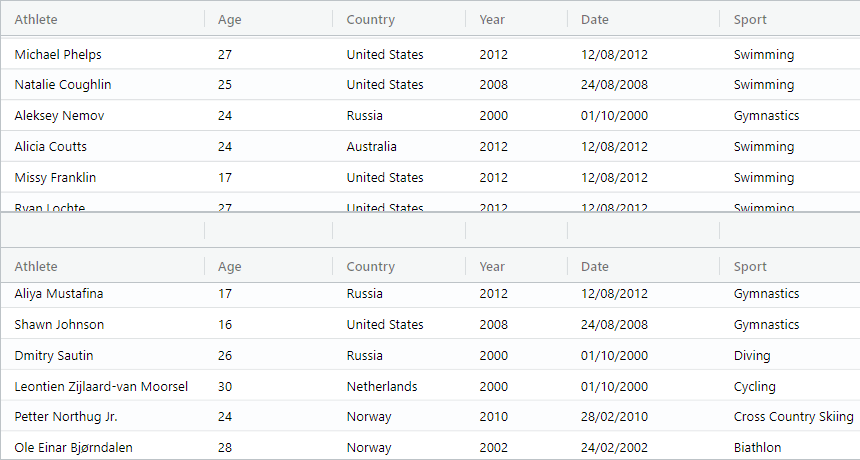 Athlete Age Country Year Date Sport
Michael Phelps 27 United States 2012 12/08/2012 Swimming
Natalie Coughlin 25 United States 2008 24/08/2008 Swimming
Aleksey Nemov 24 Russia 2000 01/10/2000 Gymnastics
Alicia Coutts 24 Australia 2012 12/08/2012 Swimming
Missy Franklin 17 United States 2012 12/08/2012 Swimming
Ryan Lochte 27 United States 2012 12/08/2012 Swimming
Athlete Age Country Year Date Sport
Aliya Mustafina 17 Russia 2012 12/08/2012 Gymnastics
Shawn Johnson 16 United States 2008 24/08/2008 Gymnastics
Dmitry Sautin 26 Russia 2000 01/10/2000 Diving
Leontien Zijlaard-van Moorsel 30 Netherlands 2000 01/10/2000 Cycling
Petter Northug Jr. 24 Norway 2010 28/02/2010 Cross Country Skiing
Ole Einar Bjørndalen 28 Norway 2002 24/02/2002 Biathlon